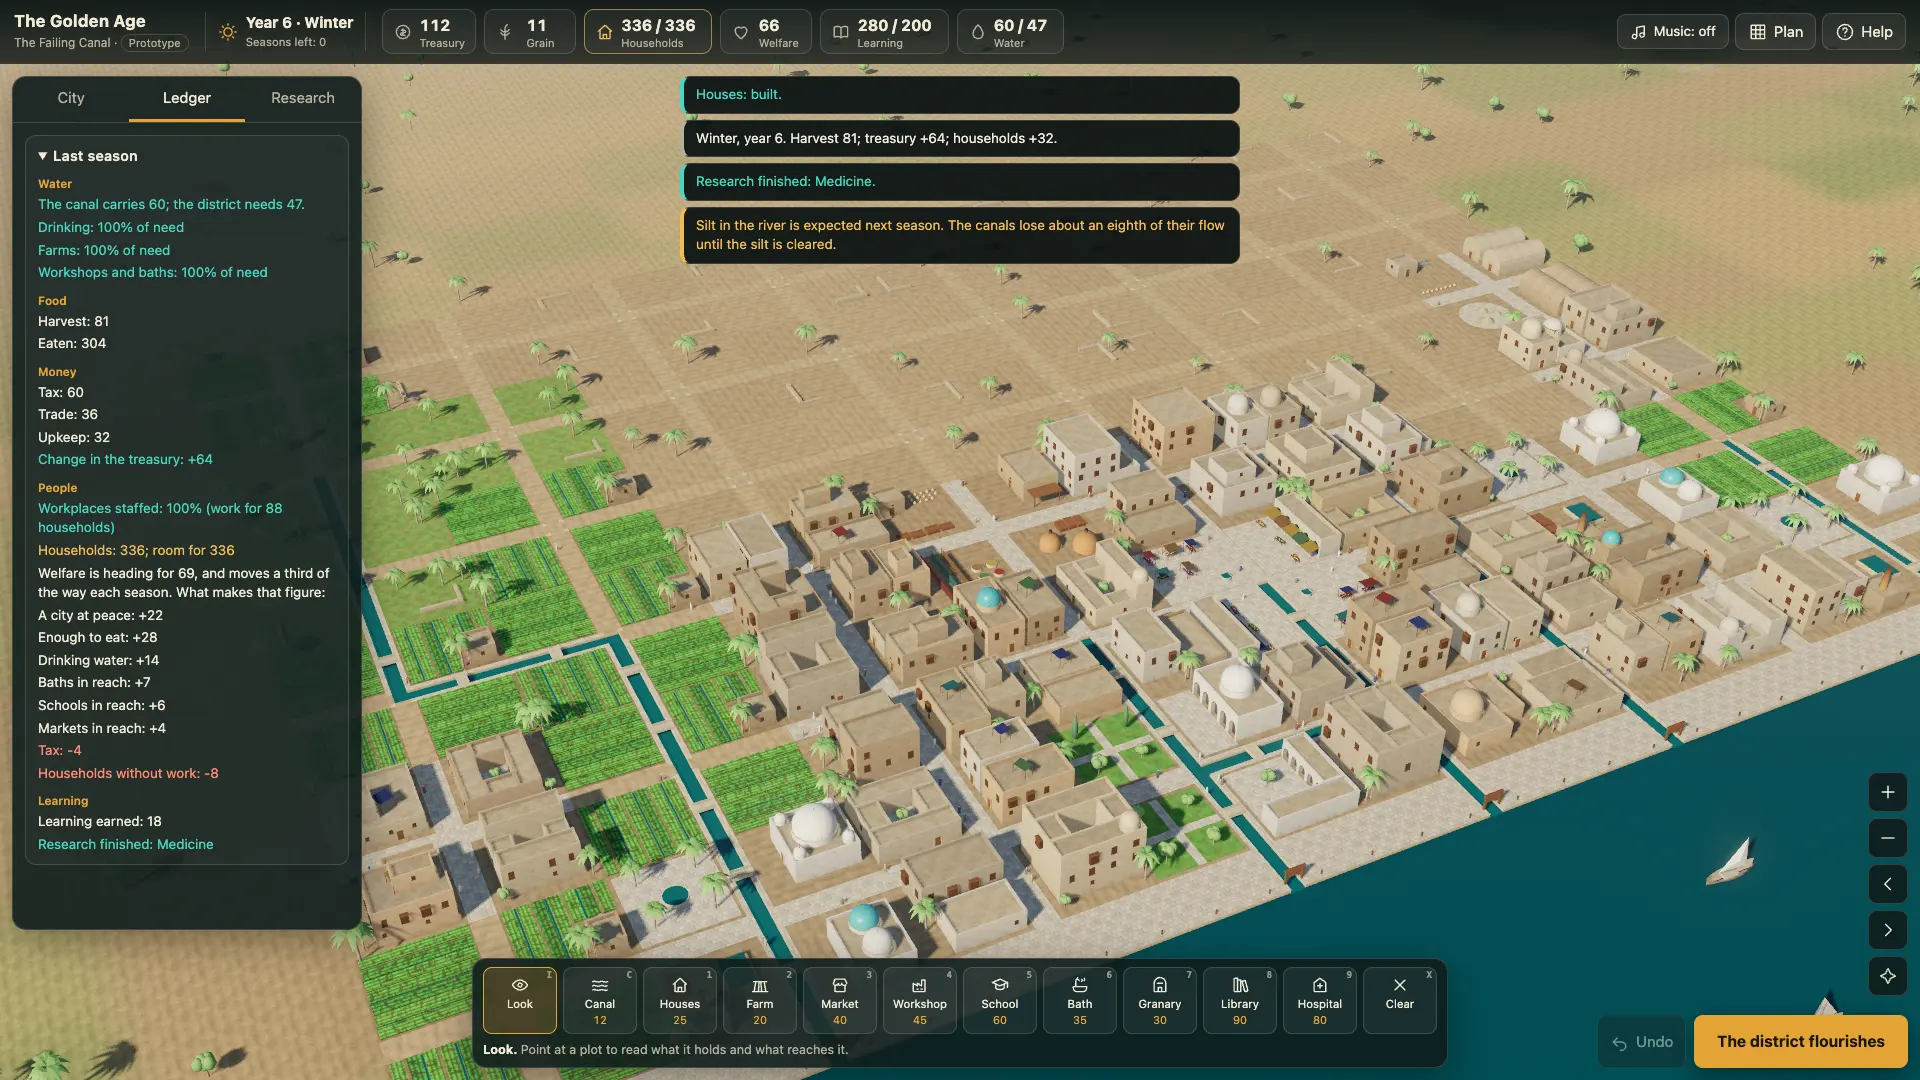 The Golden Age
The Failing Canal · Prototype
Year 6 · Winter
Seasons left: 0
112
Treasury
11
Grain
336 / 336
Households
66
Welfare
280 / 200
Learning
60 / 47
Water
Music: off
Plan
Help
City
Ledger
Research
▼ Last season
Water
The canal carries 60; the district needs 47.
Drinking: 100% of need
Farms: 100% of need
Workshops and baths: 100% of need
Food
Harvest: 81
Eaten: 304
Money
Tax: 60
Trade: 36
Upkeep: 32
Change in the treasury: +64
People
Workplaces staffed: 100% (work for 88
households)
Households: 336; room for 336
Welfare is heading for 69, and moves a third of
the way each season. What makes that figure:
A city at peace: +22
Enough to eat: +28
Drinking water: +14
Baths in reach: +7
Schools in reach: +6
Markets in reach: +4
Tax: -4
Households without work: -8
Learning
Learning earned: 18
Research finished: Medicine
Houses: built.
Winter, year 6. Harvest 81; treasury +64; households +32.
Research finished: Medicine.
Silt in the river is expected next season. The canals lose about an eighth of their flow
until the silt is cleared.
I
Look
C
Canal
12
1
Houses
25
2
Farm
20
3
Market
40
4
Workshop
45
5
School
60
6
Bath
35
7
Granary
30
8
Library
90
9
Hospital
80
X
Clear
Look. Point at a plot to read what it holds and what reaches it.
Undo
The district flourishes